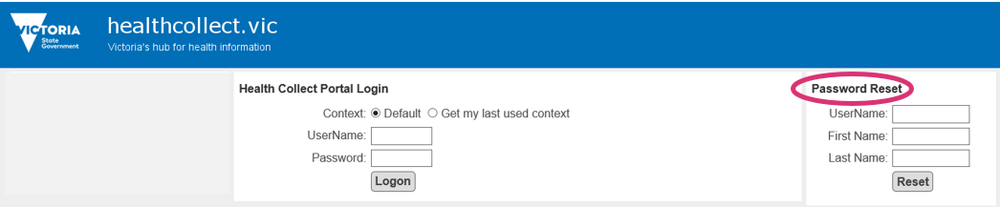 VICTORIA
State
Government
healthcollect.vic
Victoria's hub for health information
Health Collect Portal Login
Context: Default Get my last used context
UserName:
Password:
Logon
Password Reset
UserName:
First Name:
Last Name:
Reset